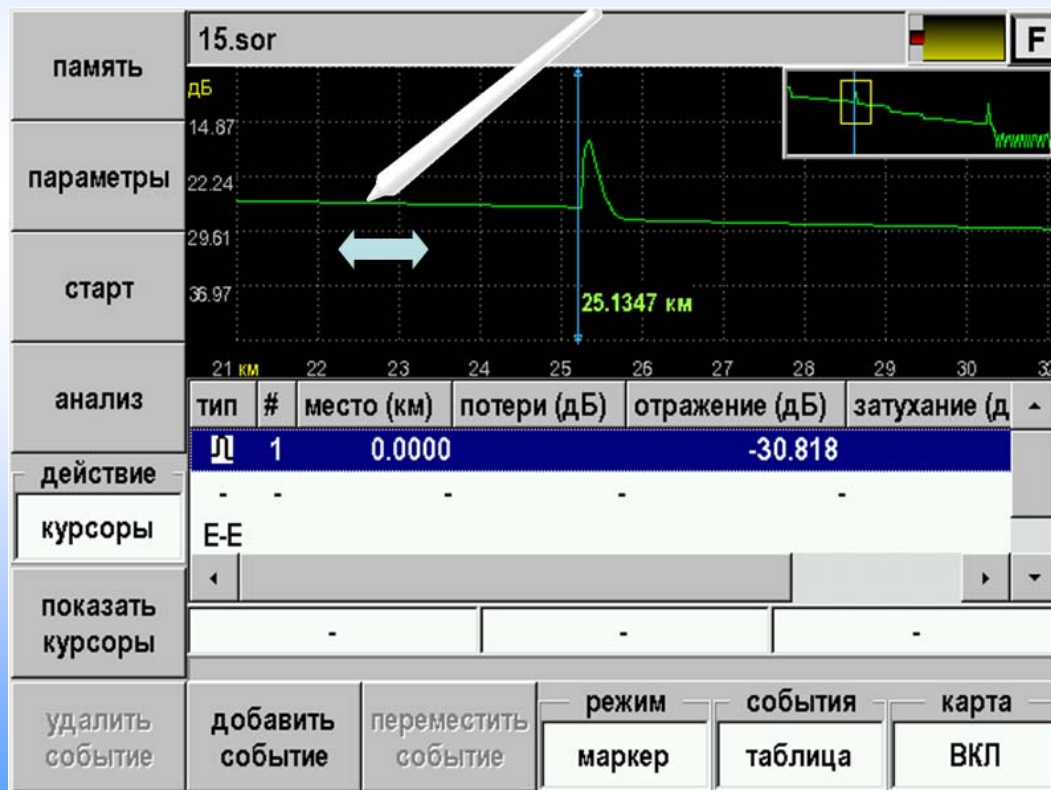 память
15.sor
F
дБ
14.87
22.24
29.61
36.97
25.1347 км
21 км 22 23 24 25 26 27 28 29 30
параметры
старт
анализ
действие
курсоры
показать
курсоры
удалить
событие
тип # место (км) потери (дБ) отражение (дБ) затухание (д
1 0.0000 -30.818
- - - - -
E-E
- - -
добавить
событие
переместить
событие
режим
маркер
события
таблица
карта
ВКЛ